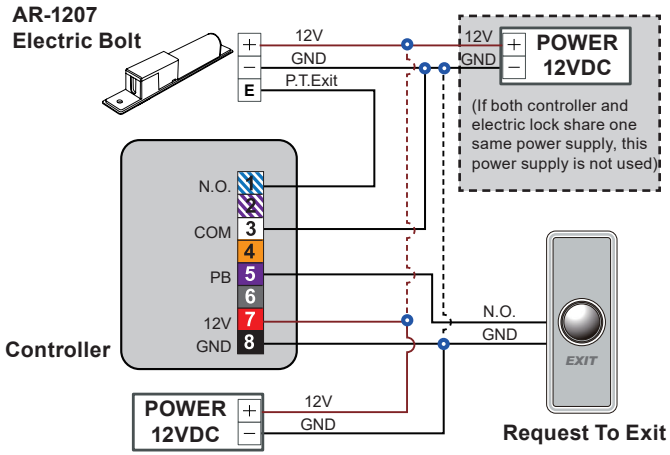 AR-1207
Electric Bolt
+
−
E
12V
GND
P.T.Exit
12V
GND
+
−
POWER
12VDC
(If both controller and
electric lock share one
same power supply, this
power supply is not used)
N.O. 1
2
COM 3
4
PB 5
6
12V 7
GND 8
Controller
N.O.
GND
EXIT
Request To Exit
POWER
12VDC
+
−
12V
GND